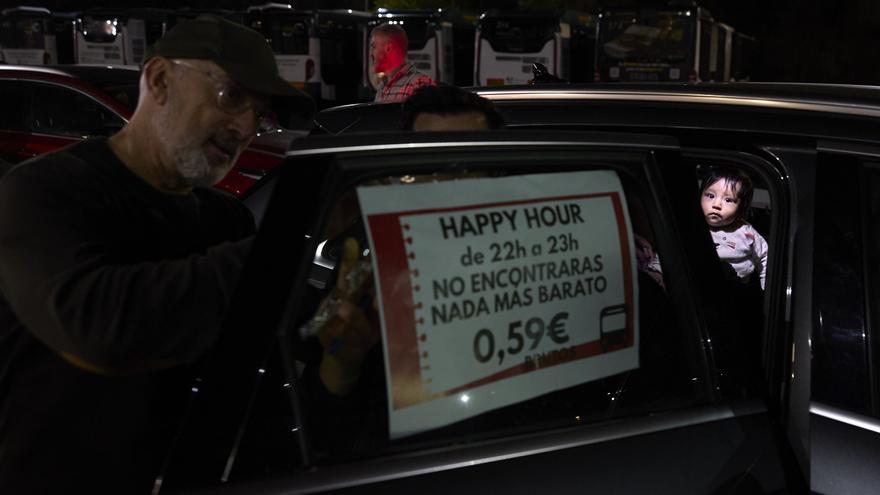 HAPPY HOUR
de 22h a 23h
NO ENCONTRARAS
NADA MÁS BARATO
0,59€